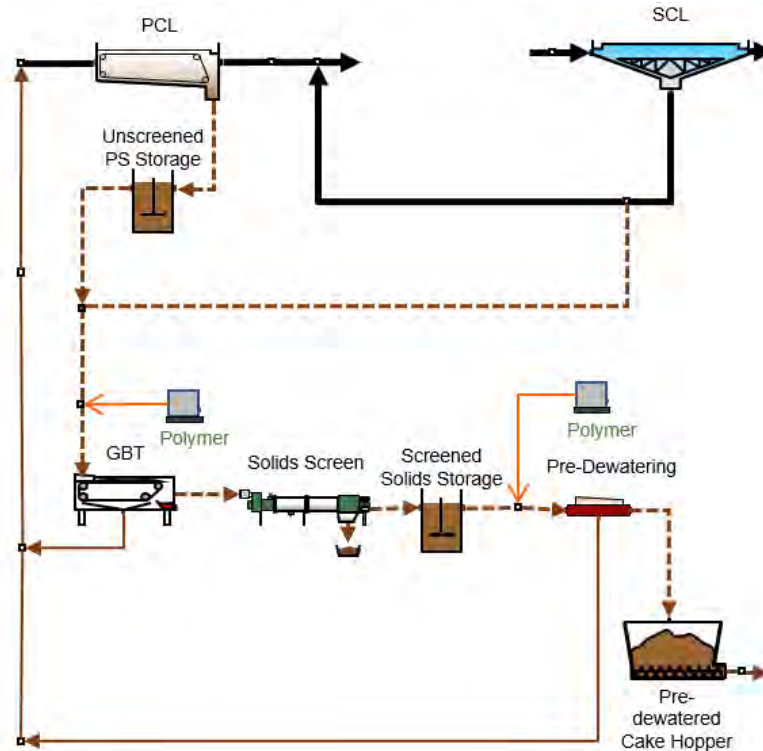 PCL
SCL
Unscreened
PS Storage
Polymer
Polymer
GBT
Solids Screen
Screened
Solids Storage
Pre-Dewatering
Pre-
dewatered
Cake Hopper